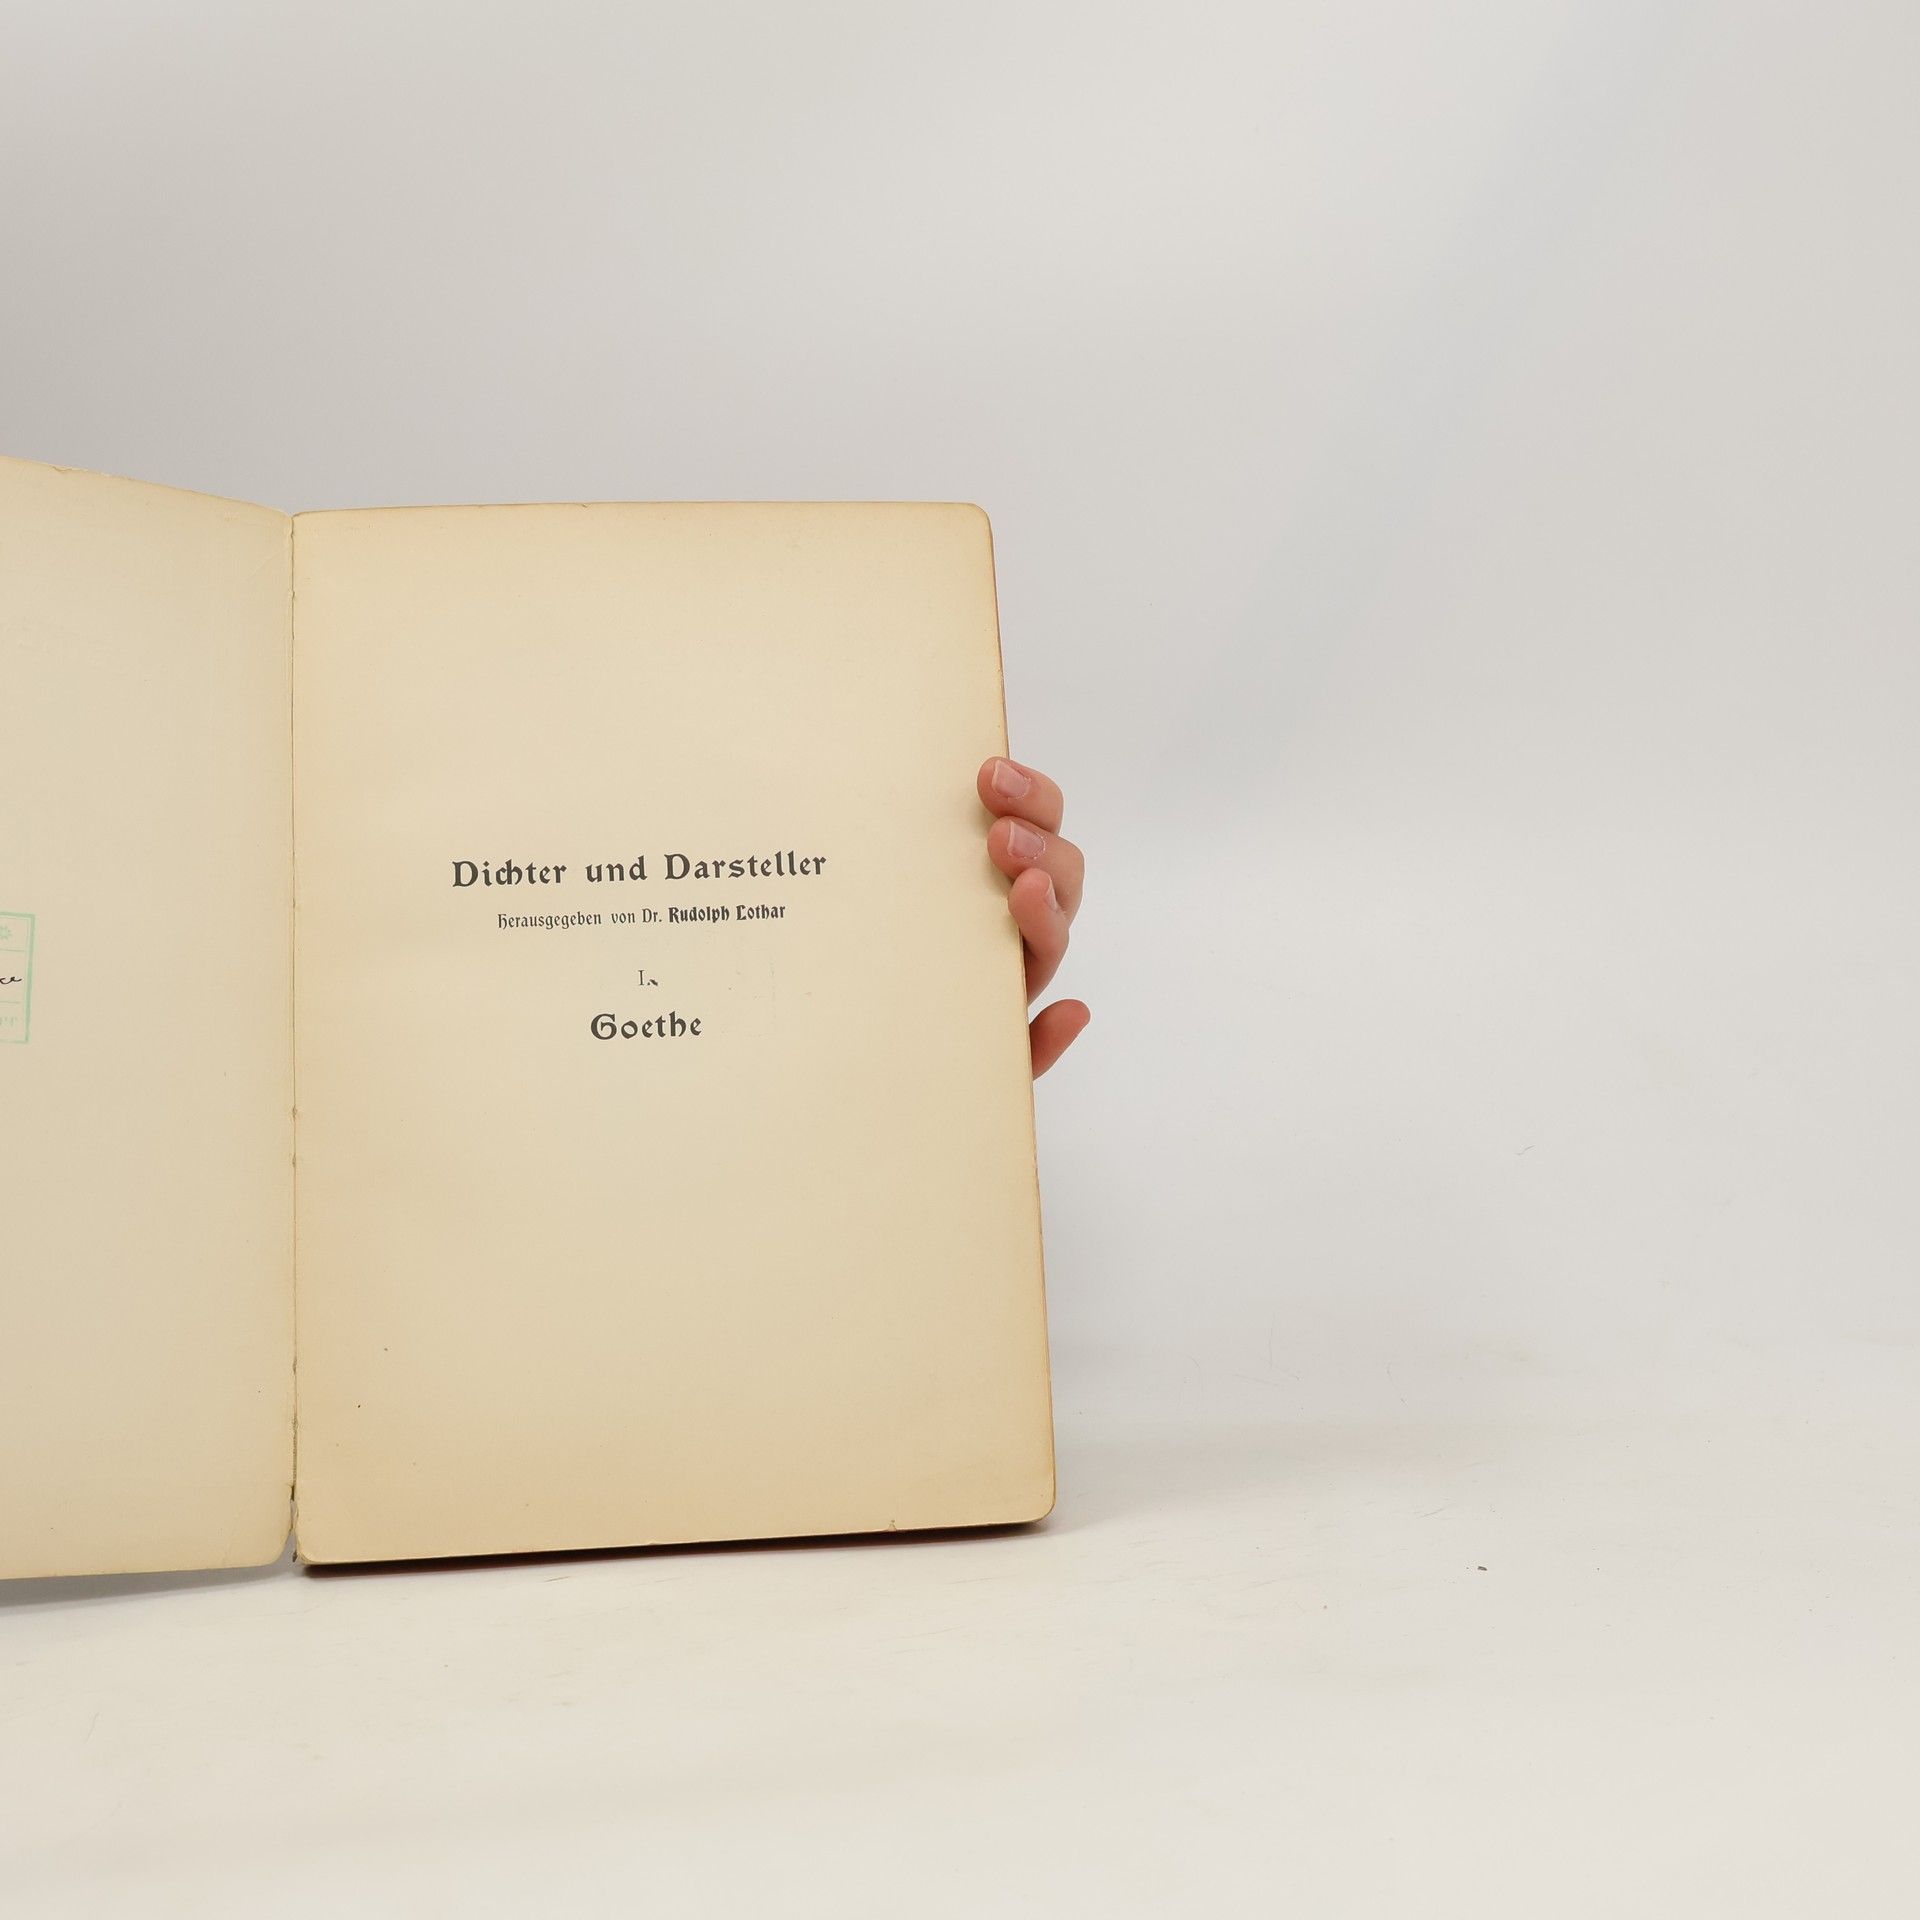 Dichter und Darsteller
Herausgegeben von Dr. Rudolph Lothar
I.
Goethe